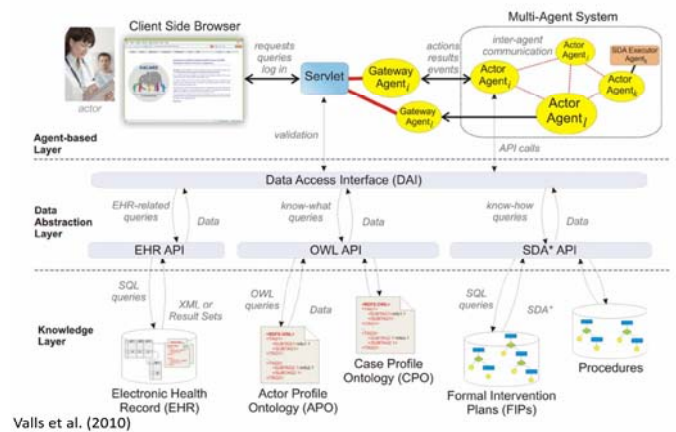 Client Side Browser
Multi-Agent System
requests
queries
log in
Servlet
Gateway
Agentⱼ
Gateway
Agentⱼ
actions
results
events
inter-agent
communication
Actor
Agentᵢ
Actor
Agentⱼ
Actor
Agentₖ
Actor
Agentₗ
SDA Executor
Agentₖ
actor
Agent-based
Layer
validation
API calls
Data Access Interface (DAI)
Data
Abstraction
Layer
EHR-related
queries
Data
know-what
queries
Data
know-how
queries
Data
EHR API
OWL API
SDA* API
Knowledge
Layer
SQL
queries
XML or
Result Sets
OWL
queries
Data
SQL
queries
SDA*
Electronic Health
Record (EHR)
Actor Profile
Ontology (APO)
Case Profile
Ontology (CPO)
Formal Intervention
Plans (FIPs)
Procedures
Valls et al. (2010)